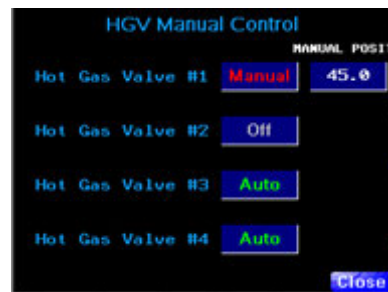 HGV Manual Control
MANUAL POSIT
Hot Gas Valve #1 Manual 45.0
Hot Gas Valve #2 Off
Hot Gas Valve #3 Auto
Hot Gas Valve #4 Auto
Close